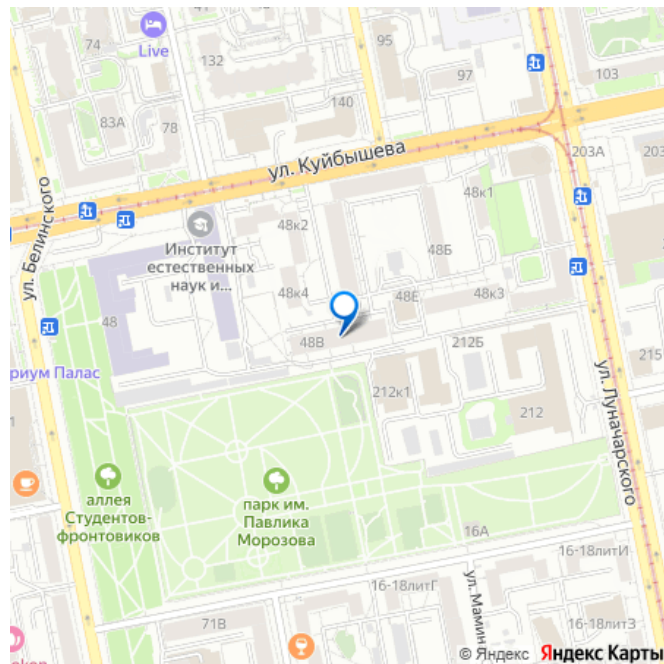 74
Live
132
95
97
103
83А
78
140
ул. Куйбышева
203А
203
ул. Белинского
48к1
48к2
Институт
естественных
наук и...
48Б
48к4
48Е
48к3
48
48В
212Б
215
риум Палас
212к1
212
ул. Луначарского
аллея
Студентов-
фронтовиков
парк им.
Павлика
Морозова
16А
16-18литИ
16-18литГ
ул. Мамин
71В
16-18литЗ
© Яндекс Яндекс Карты